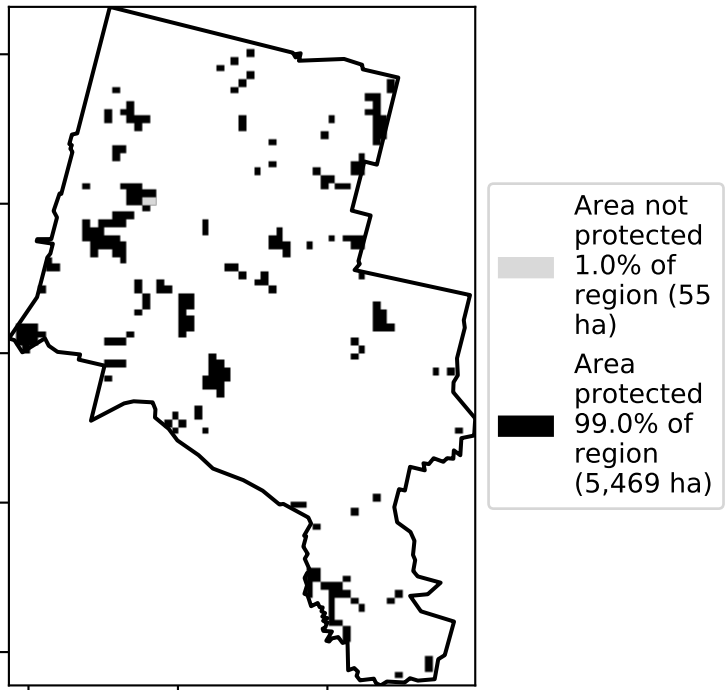 Area not
protected
1.0% of
region (55
ha)
Area
protected
99.0% of
region
(5,469 ha)